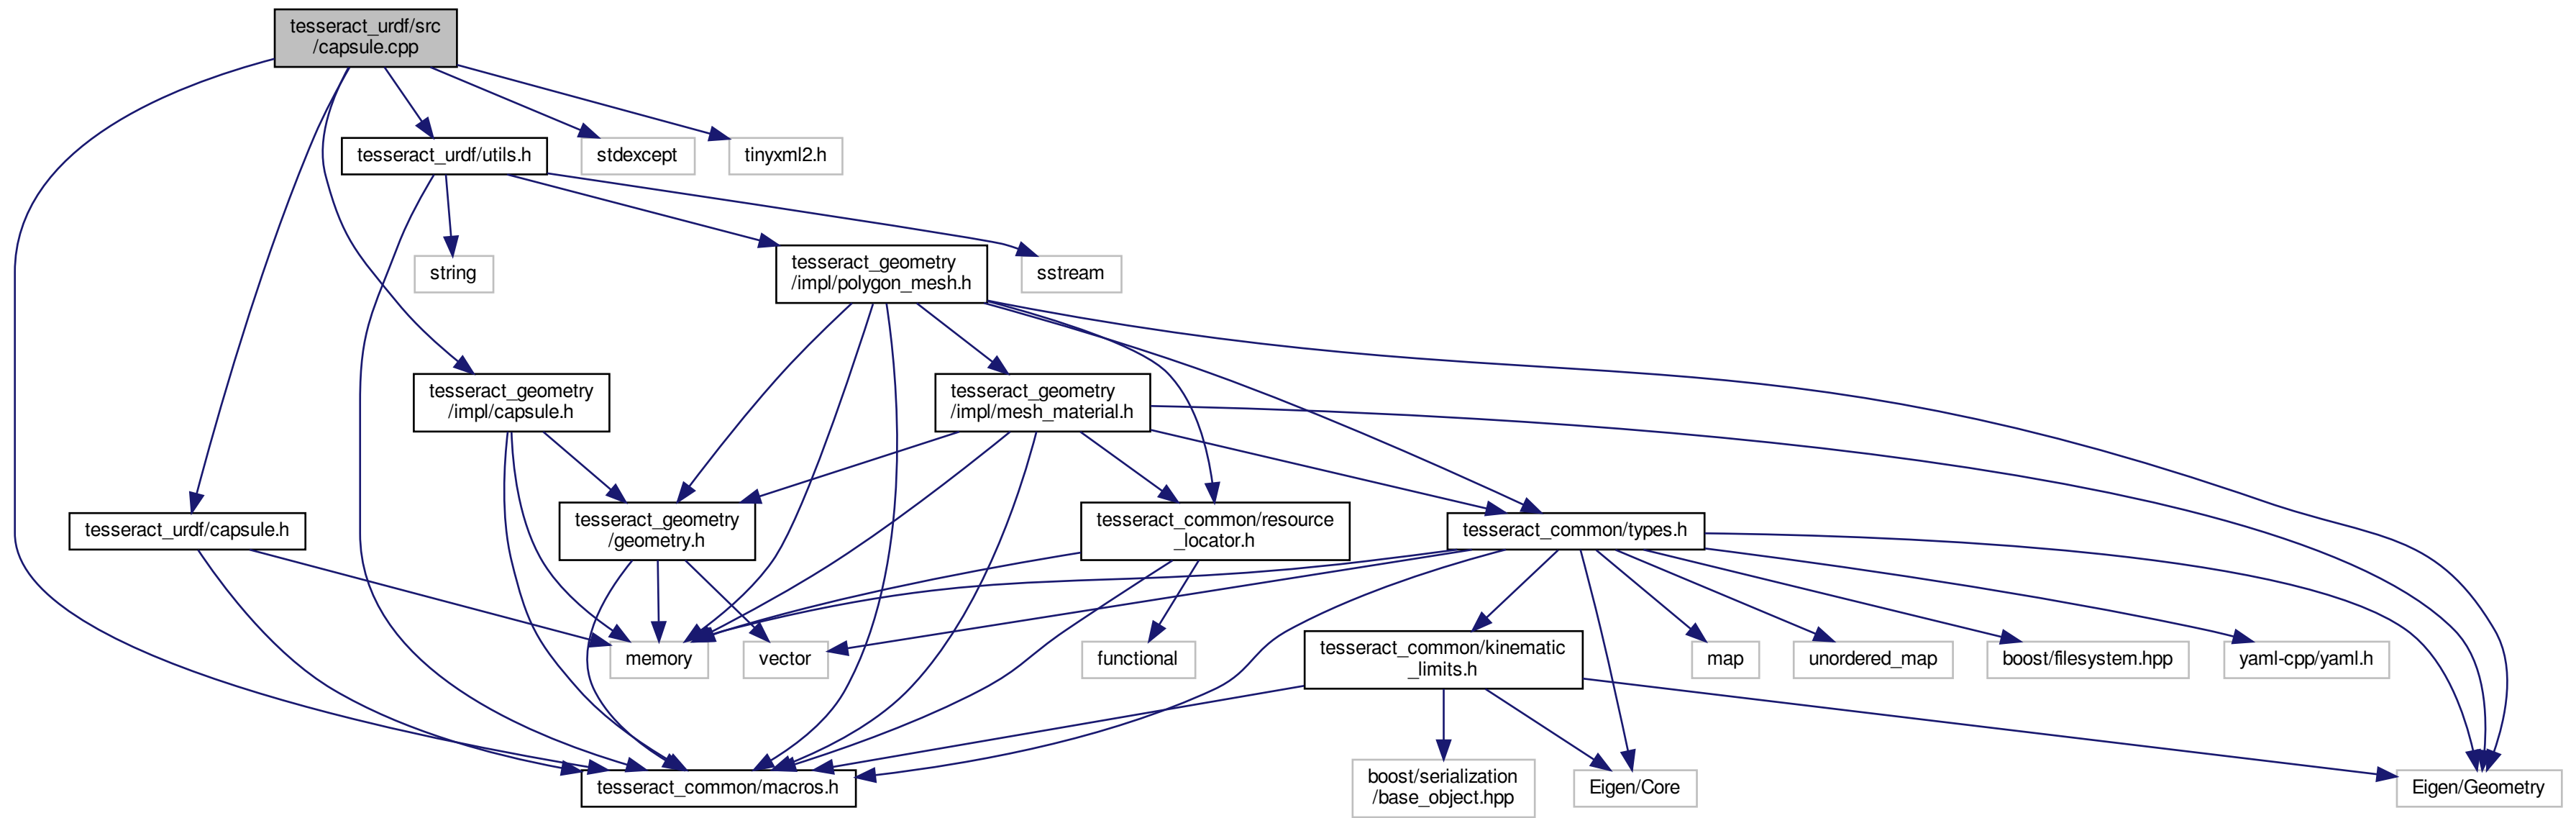 tesseract_urdf/src
/capsule.cpp
tesseract_urdf/utils.h
stdexcept
tinyxml2.h
string
tesseract_geometry
/impl/polygon_mesh.h
sstream
tesseract_geometry
/impl/capsule.h
tesseract_geometry
/impl/mesh_material.h
tesseract_urdf/capsule.h
tesseract_geometry
/geometry.h
tesseract_common/resource
_locator.h
tesseract_common/types.h
memory
vector
functional
tesseract_common/kinematic
_limits.h
map
unordered_map
boost/filesystem.hpp
yaml-cpp/yaml.h
tesseract_common/macros.h
boost/serialization
/base_object.hpp
Eigen/Core
Eigen/Geometry